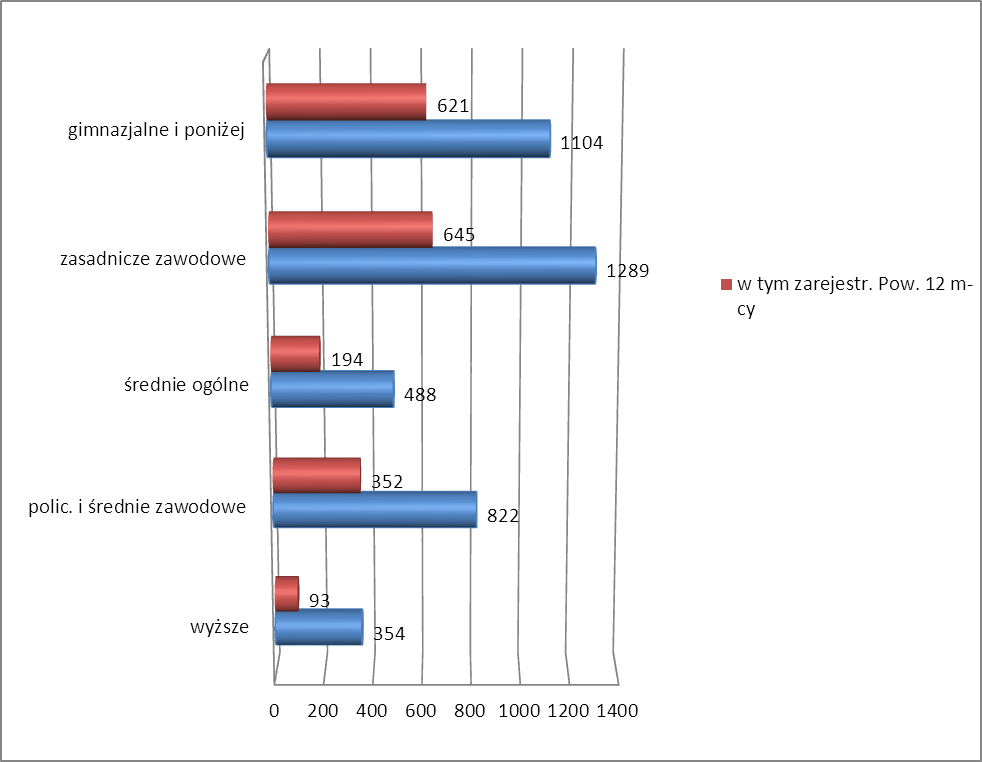 621
gimnazjalne i poniżej
1104
645
zasadnicze zawodowe
1289
w tym zarejestr. Pow. 12 m-
cy
194
średnie ogólne
488
352
polic. i średnie zawodowe
822
93
wyższe
354
0 200 400 600 800 1000 1200 1400